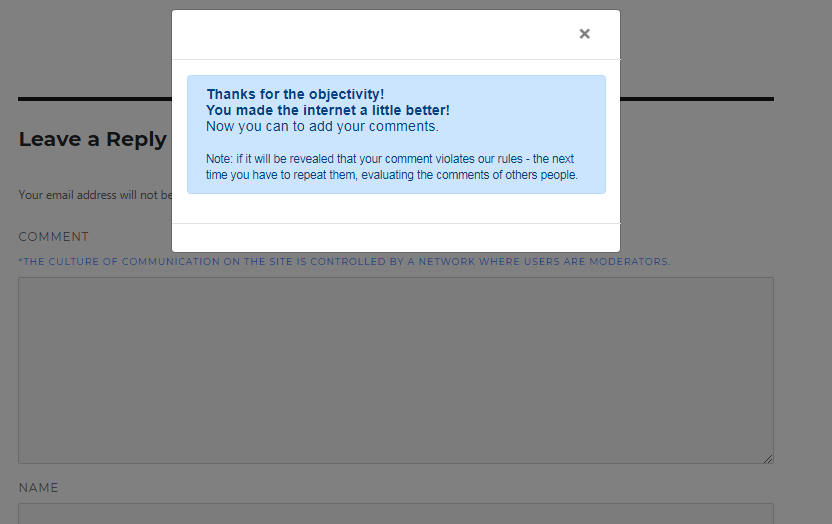 ×
Thanks for the objectivity!
You made the internet a little better!
Now you can to add your comments.
Note: if it will be revealed that your comment violates our rules - the next
time you have to repeat them, evaluating the comments of others people.
Leave a Reply
Your email address will not be
COMMENT
*THE CULTURE OF COMMUNICATION ON THE SITE IS CONTROLLED BY A NETWORK WHERE USERS ARE MODERATORS.
NAME